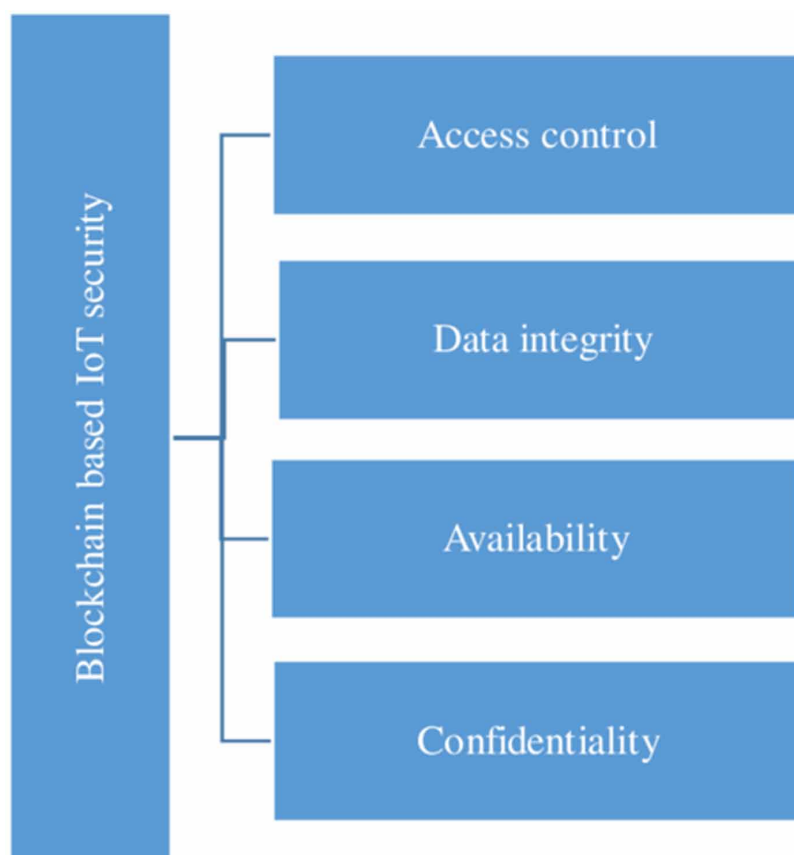 Blockchain based IoT security
Access control
Data integrity
Availability
Confidentiality